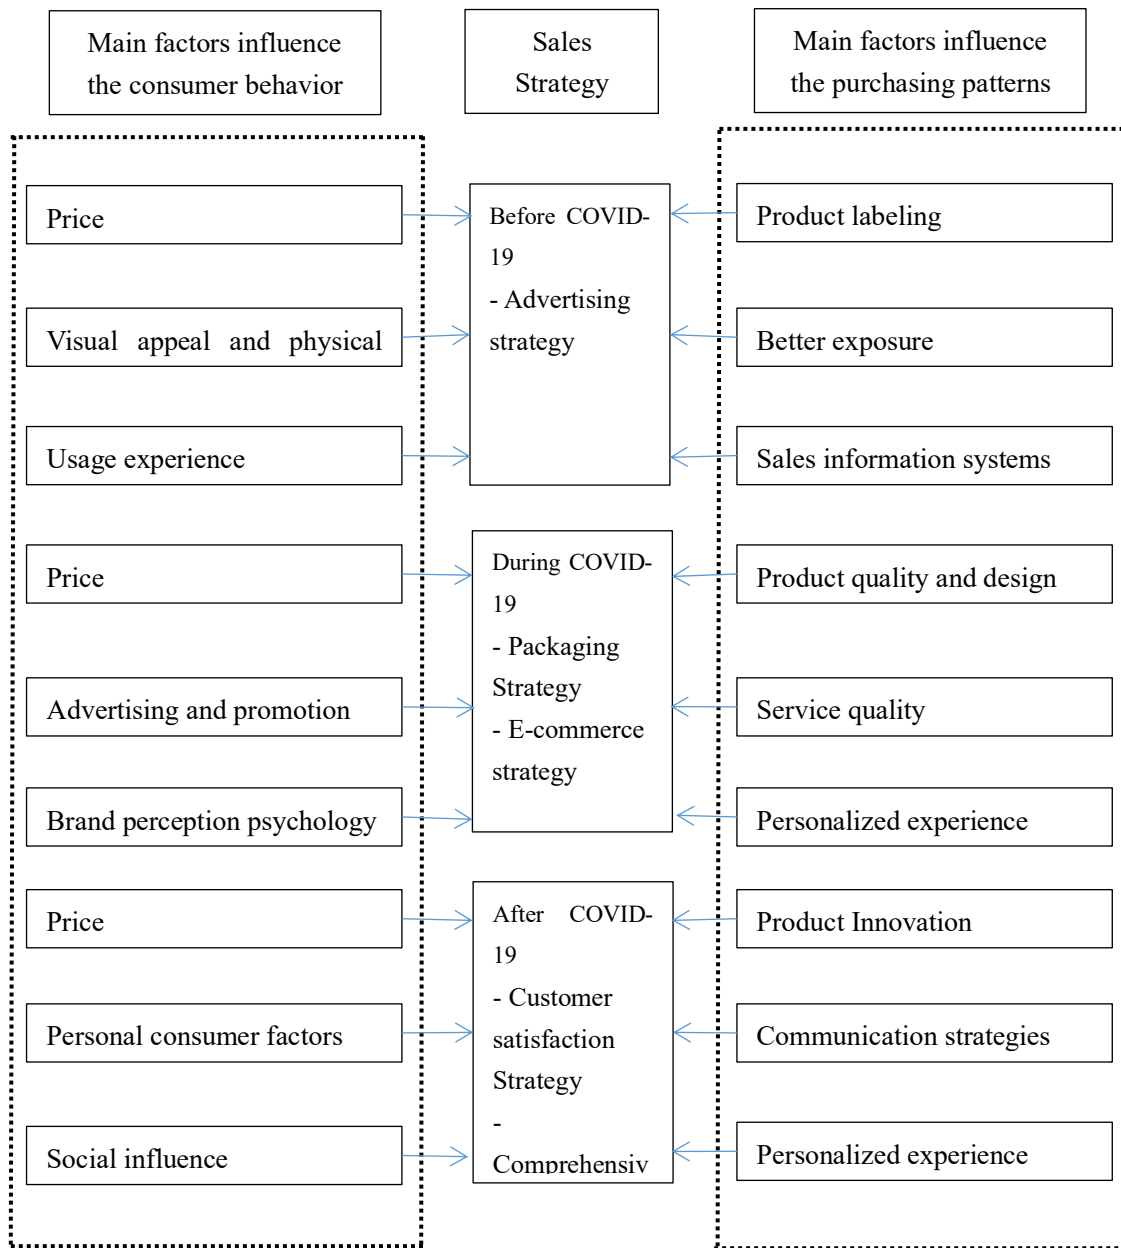 Main factors influence
the consumer behavior
Sales
Strategy
Main factors influence
the purchasing patterns
Price
Before COVID-
19
- Advertising
strategy
Product labeling
Visual appeal and physical
Better exposure
Usage experience
Sales information systems
Price
During COVID-
19
- Packaging
Strategy
- E-commerce
strategy
Product quality and design
Advertising and promotion
Service quality
Brand perception psychology
Personalized experience
Price
After COVID-
19
- Customer
satisfaction
Strategy
-
Comprehensiv
Product Innovation
Personal consumer factors
Communication strategies
Social influence
Personalized experience